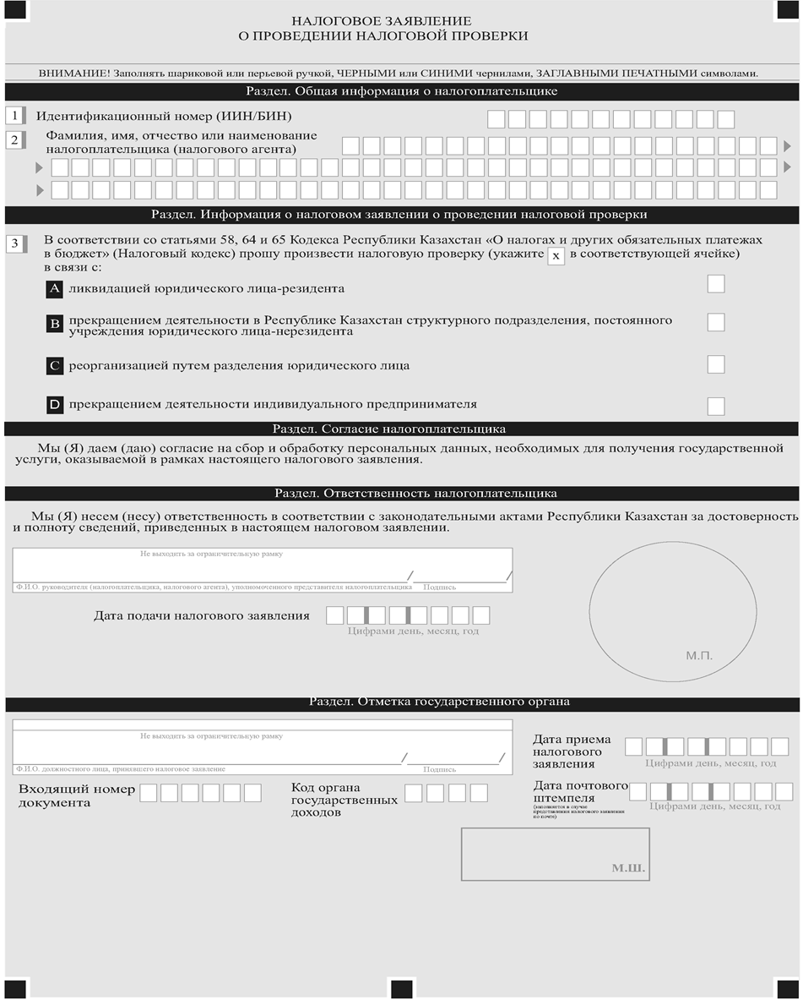 НАЛОГОВОЕ ЗАЯВЛЕНИЕ
О ПРОВЕДЕНИИ НАЛОГОВОЙ ПРОВЕРКИ
ВНИМАНИЕ! Заполнять шариковой или перьевой ручкой, ЧЕРНЫМИ или СИНИМИ чернилами, ЗАГЛАВНЫМИ ПЕЧАТНЫМИ символами.
Раздел. Общая информация о налогоплательщике
1 Идентификационный номер (ИИН/БИН)
2 Фамилия, имя, отчество или наименование
налогоплательщика (налогового агента)
Раздел. Информация о налоговом заявлении о проведении налоговой проверки
3 В соответствии со статьями 58, 64 и 65 Кодекса Республики Казахстан «О налогах и других обязательных платежах
в бюджет» (Налоговый кодекс) прошу произвести налоговую проверку (укажите x в соответствующей ячейке)
в связи с:
A ликвидацией юридического лица-резидента
B прекращением деятельности в Республике Казахстан структурного подразделения, постоянного
учреждения юридического лица-нерезидента
C реорганизацией путем разделения юридического лица
D прекращением деятельности индивидуального предпринимателя
Раздел. Согласие налогоплательщика
Мы (Я) даем (даю) согласие на сбор и обработку персональных данных, необходимых для получения государственной
услуги, оказываемой в рамках настоящего налогового заявления.
Раздел. Ответственность налогоплательщика
Мы (Я) несем (несу) ответственность в соответствии с законодательными актами Республики Казахстан за достоверность
и полноту сведений, приведенных в настоящем налоговом заявлении.
Не выходить за ограничительную рамку
/ /
Ф.И.О. руководителя (налогоплательщика, налогового агента), уполномоченного представителя налогоплательщика Подпись
Дата подачи налогового заявления
Цифрами день, месяц, год
М.П.
Раздел. Отметка государственного органа
Не выходить за ограничительную рамку
/ /
Ф.И.О. должностного лица, принявшего налоговое заявление Подпись
Дата приема
налогового
заявления
Цифрами день, месяц, год
Входящий номер
документа
Код органа
государственных
доходов
Дата почтового
штемпеля
(заполняется в случае
представления налогового заявления
по почте)
Цифрами день, месяц, год
М.Ш.